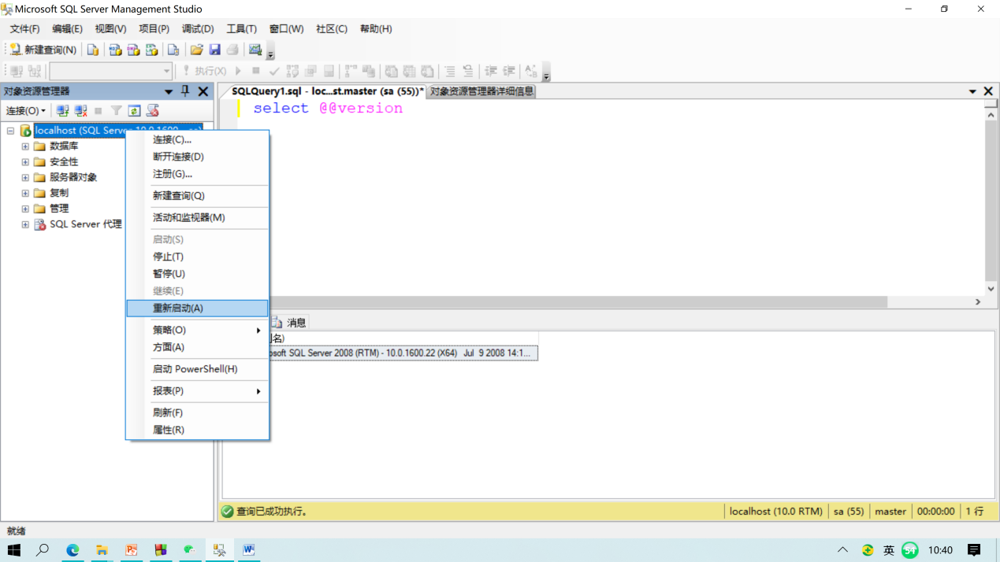 Microsoft SQL Server Management Studio
文件(F) 编辑(E) 视图(V) 项目(P) 调试(D) 工具(T) 窗口(W) 社区(C) 帮助(H)
新建查询(N)
执行(X)
对象资源管理器
SQLQuery1.sql - loc...st.master (sa (55))* 对象资源管理器详细信息
连接(O)
select @@version
localhost (SQL Server 10.0.1600
数据库
安全性
服务器对象
复制
管理
SQL Server 代理
连接(C)...
断开连接(D)
注册(G)...
新建查询(Q)
活动和监视器(M)
启动(S)
停止(T)
暂停(U)
继续(E)
重新启动(A)
策略(O)
方面(A)
启动 PowerShell(H)
报表(P)
刷新(F)
属性(R)
消息
名)
osoft SQL Server 2008 (RTM) - 10.0.1600.22 (X64) Jul 9 2008 14:1...
查询已成功执行。 localhost (10.0 RTM) sa (55) master 00:00:00 1 行
就绪
英 54 10:40